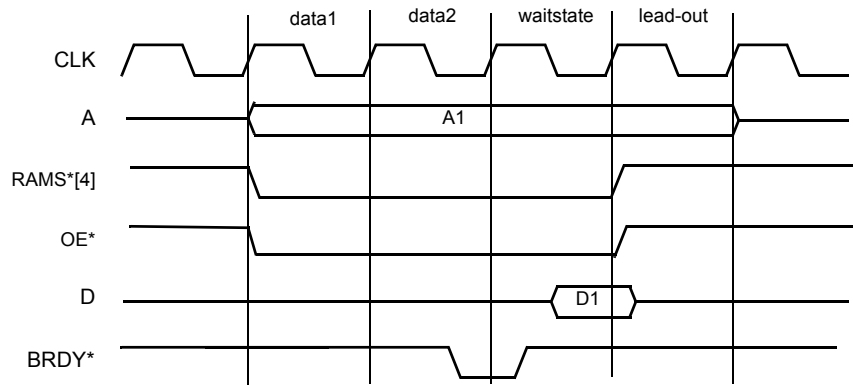 data1 data2 waitstate lead-out
CLK
A A1
RAMS*[4]
OE*
D D1
BRDY*